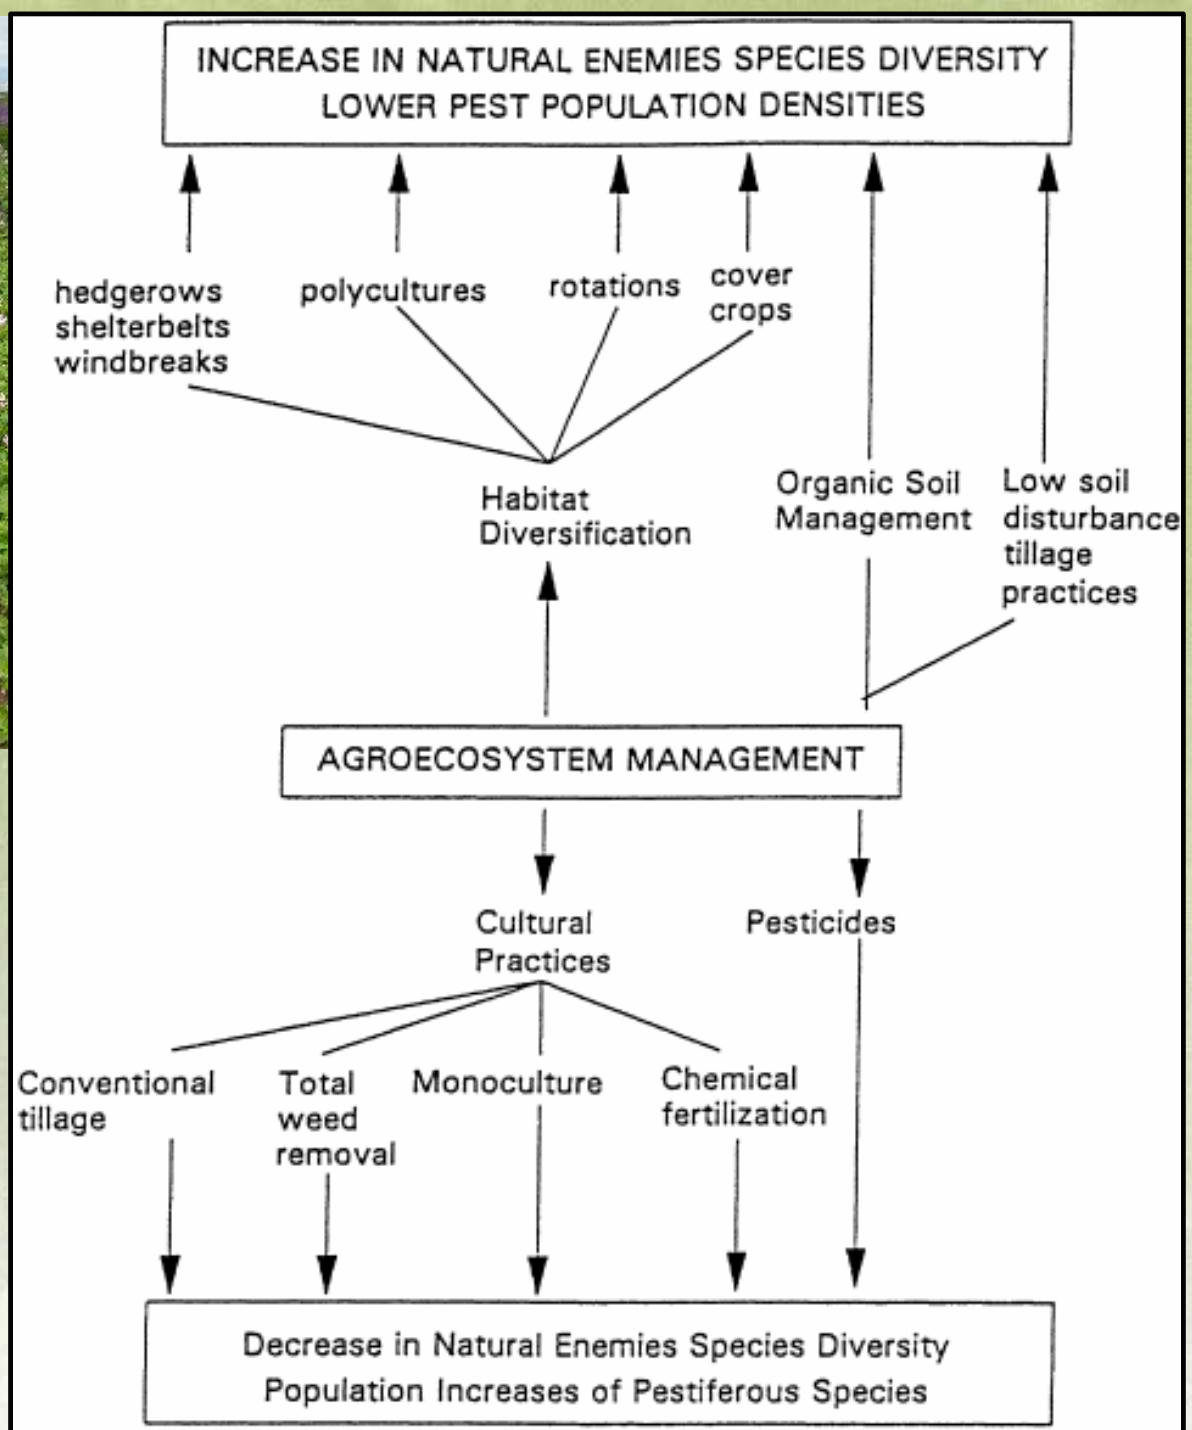 INCREASE IN NATURAL ENEMIES SPECIES DIVERSITY
LOWER PEST POPULATION DENSITIES
hedgerows
shelterbelts
windbreaks
polycultures
rotations
cover
crops
Habitat
Diversification
Organic Soil
Management
Low soil
disturbance
tillage
practices
AGROECOSYSTEM MANAGEMENT
Cultural
Practices
Pesticides
Conventional
tillage
Total
weed
removal
Monoculture
Chemical
fertilization
Decrease in Natural Enemies Species Diversity
Population Increases of Pestiferous Species